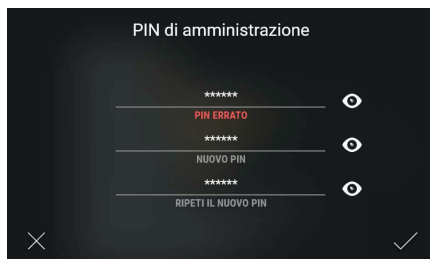 PIN di amministrazione
******
PIN ERRATO
******
NUOVO PIN
******
RIPETI IL NUOVO PIN